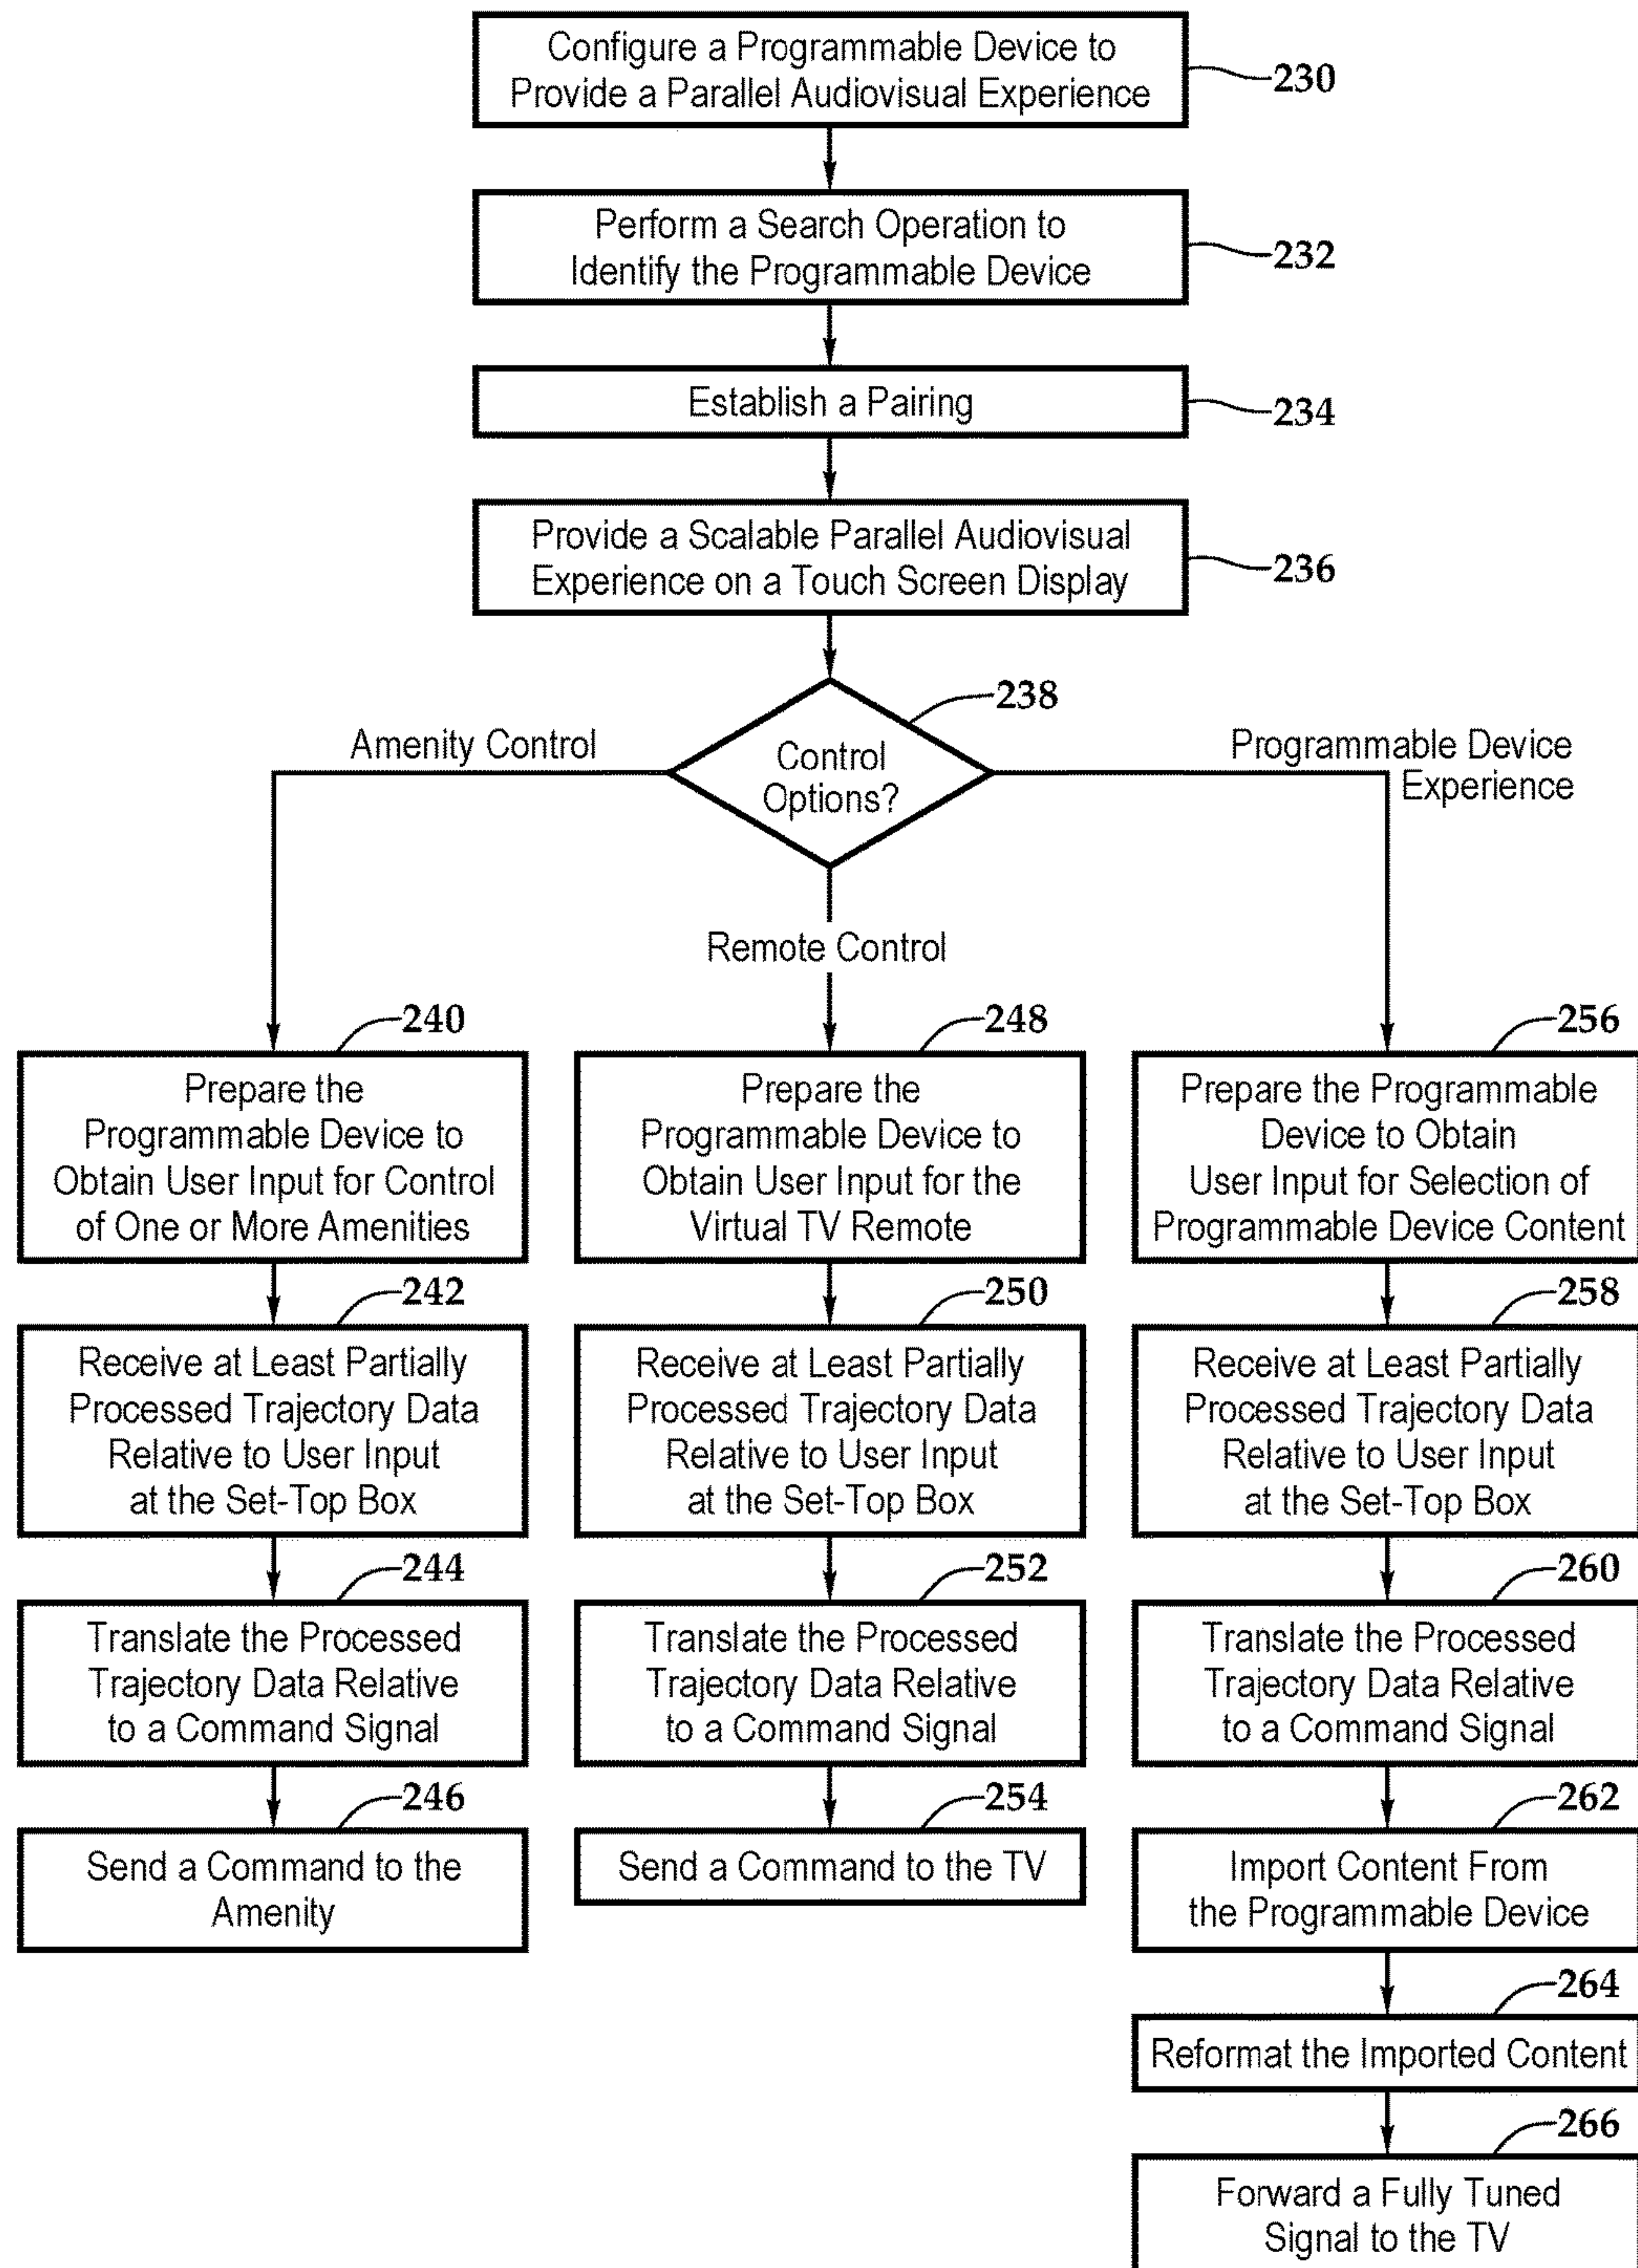 Configure a Programmable Device to
Provide a Parallel Audiovisual Experience
230
Perform a Search Operation to
Identify the Programmable Device
232
Establish a Pairing
234
Provide a Scalable Parallel Audiovisual
Experience on a Touch Screen Display
236
238
Control
Options?
Amenity Control
Remote Control
Programmable Device
Experience
240
Prepare the
Programmable Device to
Obtain User Input for Control
of One or More Amenities
242
Receive at Least Partially
Processed Trajectory Data
Relative to User Input
at the Set-Top Box
244
Translate the Processed
Trajectory Data Relative
to a Command Signal
246
Send a Command to the
Amenity
248
Prepare the
Programmable Device to
Obtain User Input for the
Virtual TV Remote
250
Receive at Least Partially
Processed Trajectory Data
Relative to User Input
at the Set-Top Box
252
Translate the Processed
Trajectory Data Relative
to a Command Signal
254
Send a Command to the TV
256
Prepare the Programmable
Device to Obtain
User Input for Selection of
Programmable Device Content
258
Receive at Least Partially
Processed Trajectory Data
Relative to User Input
at the Set-Top Box
260
Translate the Processed
Trajectory Data Relative
to a Command Signal
262
Import Content From
the Programmable Device
264
Reformat the Imported Content
266
Forward a Fully Tuned
Signal to the TV